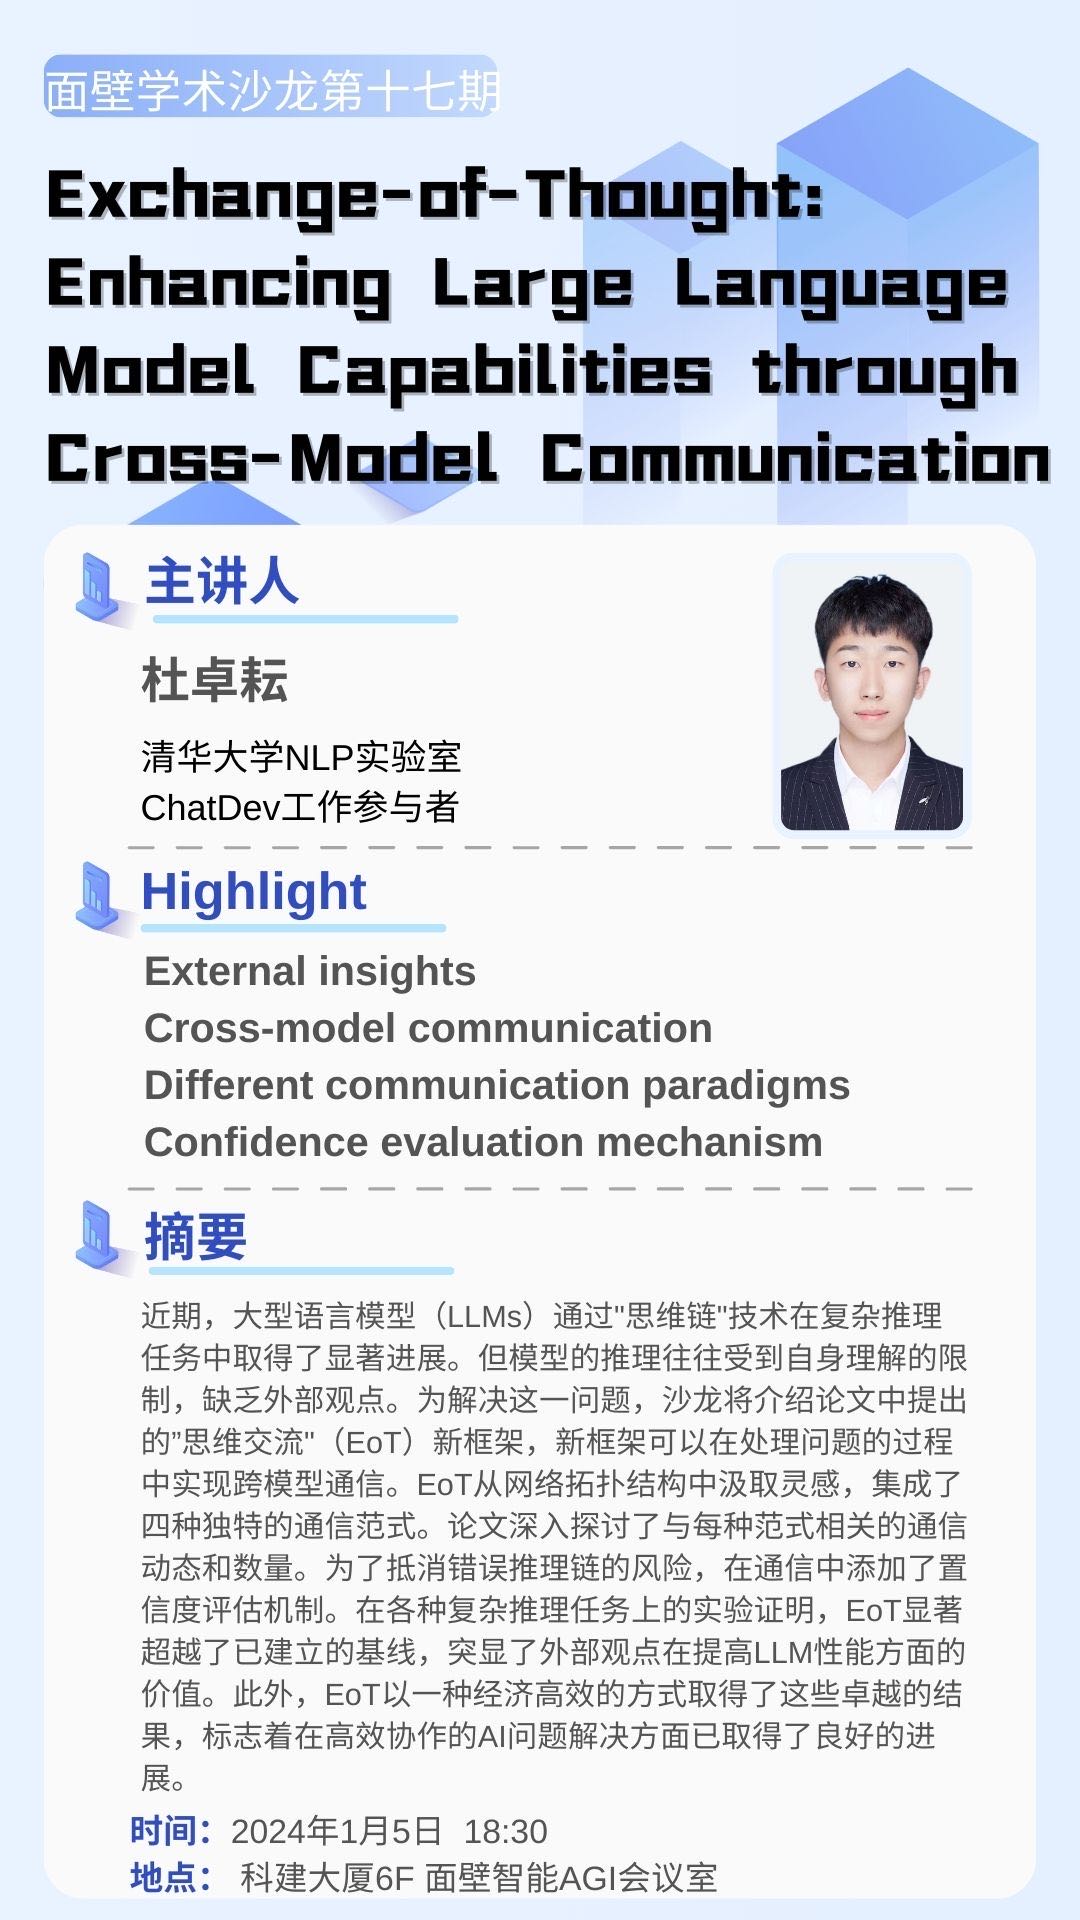 面壁学术沙龙第十七期
Exchange-of-Thought:
Enhancing Large Language
Model Capabilities through
Cross-Model Communication
主讲人
杜卓耘
清华大学NLP实验室
ChatDev工作参与者
Highlight
External insights
Cross-model communication
Different communication paradigms
Confidence evaluation mechanism
摘要
近期，大型语言模型（LLMs）通过"思维链"技术在复杂推理
任务中取得了显著进展。但模型的推理往往受到自身理解的限
制，缺乏外部观点。为解决这一问题，沙龙将介绍论文中提出
的”思维交流"（EoT）新框架，新框架可以在处理问题的过程
中实现跨模型通信。EoT从网络拓扑结构中汲取灵感，集成了
四种独特的通信范式。论文深入探讨了与每种范式相关的通信
动态和数量。为了抵消错误推理链的风险，在通信中添加了置
信度评估机制。在各种复杂推理任务上的实验证明，EoT显著
超越了已建立的基线，突显了外部观点在提高LLM性能方面的
价值。此外，EoT以一种经济高效的方式取得了这些卓越的结
果，标志着在高效协作的AI问题解决方面已取得了良好的进
展。
时间：2024年1月5日 18:30
地点： 科建大厦6F 面壁智能AGI会议室